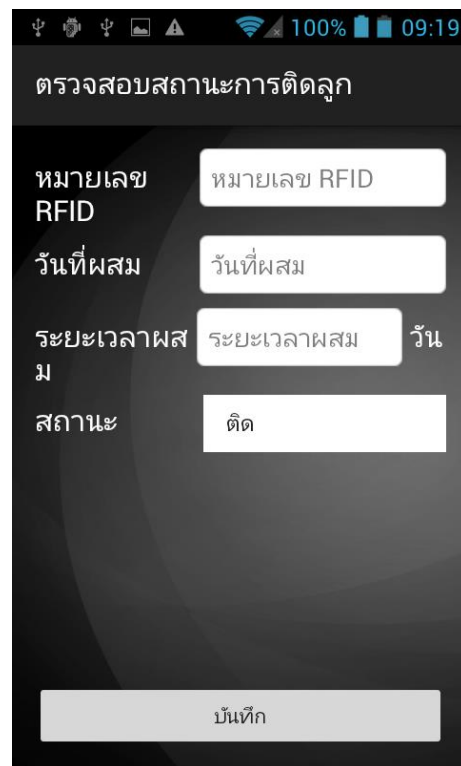 100% 09:19
ตรวจสอบสถานะการติดลูก
หมายเลข หมายเลข RFID
RFID
วันที่ผสม วันที่ผสม
ระยะเวลาผส ระยะเวลาผสม วัน
ม
สถานะ ติด
บันทึก